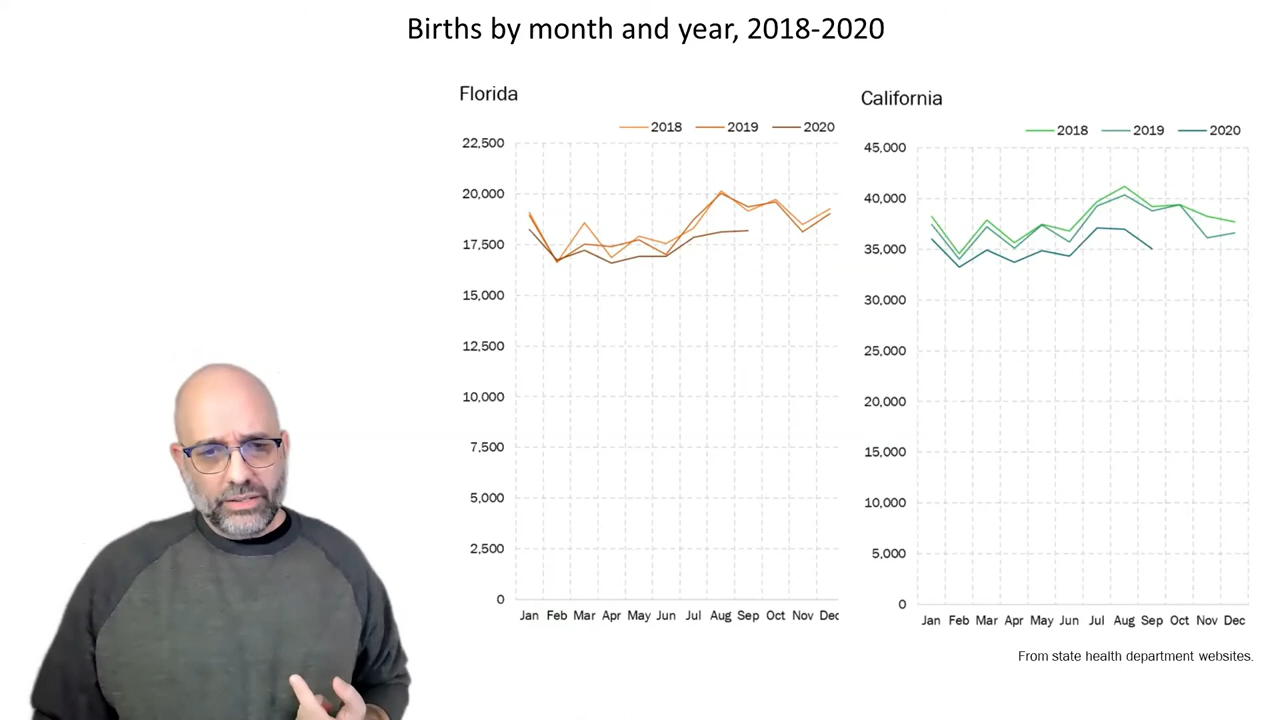 Births by month and year, 2018-2020
Florida
2018 2019 2020
22,500
20,000
17,500
15,000
12,500
10,000
7,500
5,000
2,500
0
Jan Feb Mar Apr May Jun Jul Aug Sep Oct Nov Dec
California
2018 2019 2020
45,000
40,000
35,000
30,000
25,000
20,000
15,000
10,000
5,000
0
Jan Feb Mar Apr May Jun Jul Aug Sep Oct Nov Dec
From state health department websites.